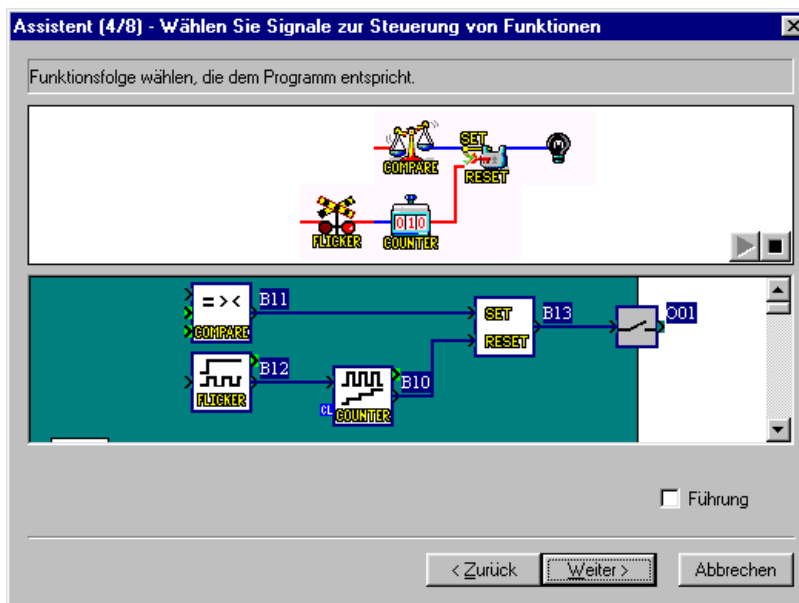 Assistent (4/8) - Wählen Sie Signale zur Steuerung von Funktionen
Funktionsfolge wählen, die dem Programm entspricht.
COMPARE
SET
RESET
FLICKER
010
COUNTER
=><
COMPARE
B11
SET
RESET
B13
O01
FLICKER
B12
CL
COUNTER
B10
Führung
< Zurück
Weiter >
Abbrechen